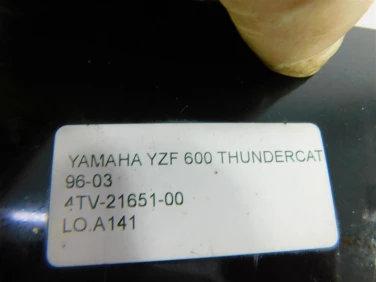 YAMAHA YZF 600 THUNDERCAT
96-03
4TV-21651-00
LO.A141